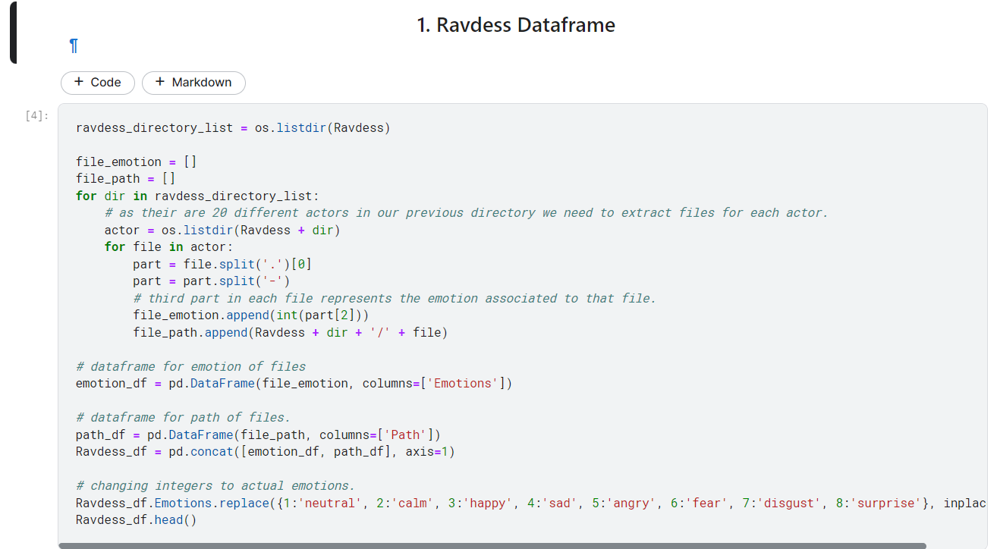 1. Ravdess Dataframe
¶
+ Code + Markdown
[4]:
ravdess_directory_list = os.listdir(Ravdess)
file_emotion = []
file_path = []
for dir in ravdess_directory_list:
    # as their are 20 different actors in our previous directory we need to extract files for each actor.
    actor = os.listdir(Ravdess + dir)
    for file in actor:
        part = file.split('.')[0]
        part = part.split('-')
        # third part in each file represents the emotion associated to that file.
        file_emotion.append(int(part[2]))
        file_path.append(Ravdess + dir + '/' + file)
# dataframe for emotion of files
emotion_df = pd.DataFrame(file_emotion, columns=['Emotions'])
# dataframe for path of files.
path_df = pd.DataFrame(file_path, columns=['Path'])
Ravdess_df = pd.concat([emotion_df, path_df], axis=1)
# changing integers to actual emotions.
Ravdess_df.Emotions.replace({1:'neutral', 2:'calm', 3:'happy', 4:'sad', 5:'angry', 6:'fear', 7:'disgust', 8:'surprise'}, inplac
Ravdess_df.head()